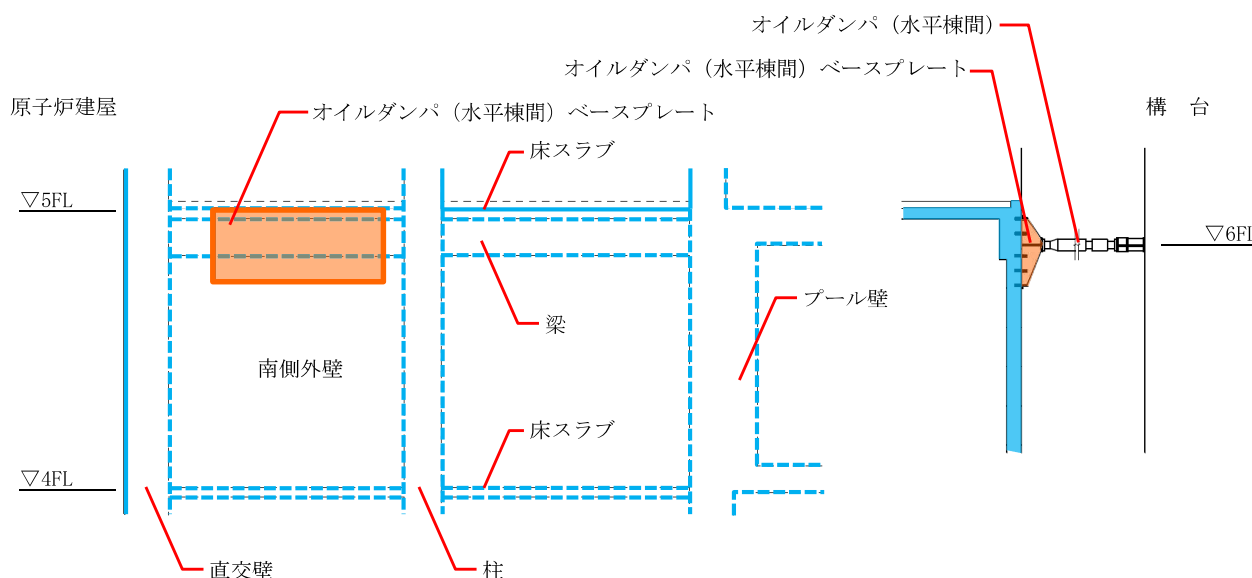 オイルダンパ（水平棟間）
オイルダンパ（水平棟間）ベースプレート
原子炉建屋
オイルダンパ（水平棟間）ベースプレート
構　台
床スラブ
▽5FL
▽6FL
プール壁
梁
南側外壁
床スラブ
▽4FL
直交壁
柱